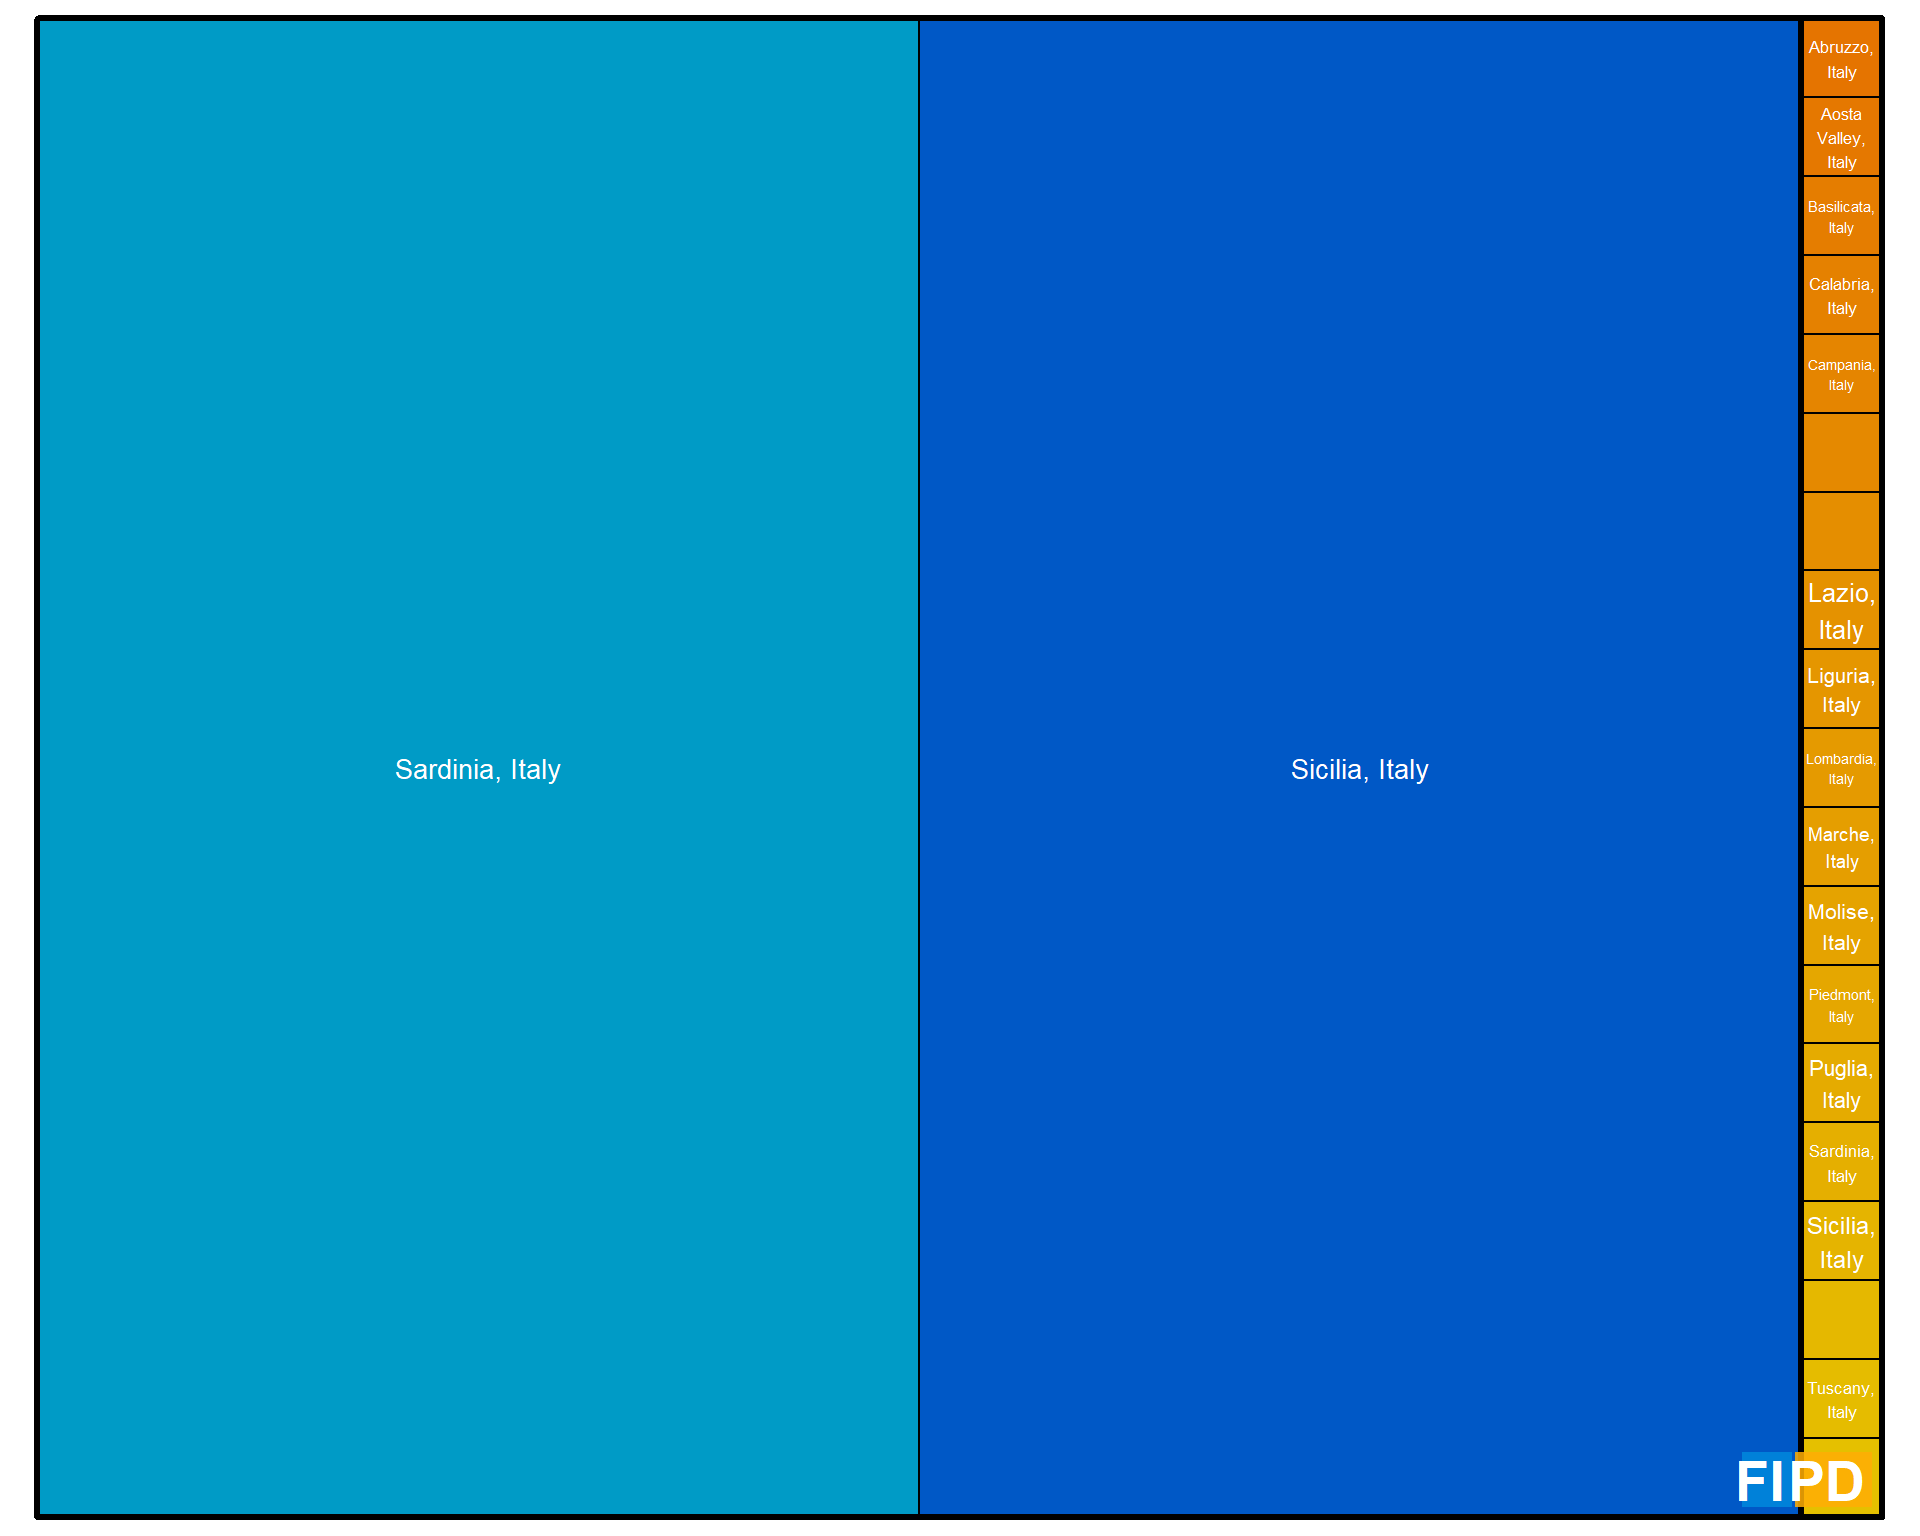 Sardinia, Italy
Sicilia, Italy
Abruzzo,
Italy
Aosta
Valley,
Italy
Basilicata,
Italy
Calabria,
Italy
Campania,
Italy
Lazio,
Italy
Liguria,
Italy
Lombardia,
Italy
Marche,
Italy
Molise,
Italy
Piedmont,
Italy
Puglia,
Italy
Sardinia,
Italy
Sicilia,
Italy
Tuscany,
Italy
FIPD